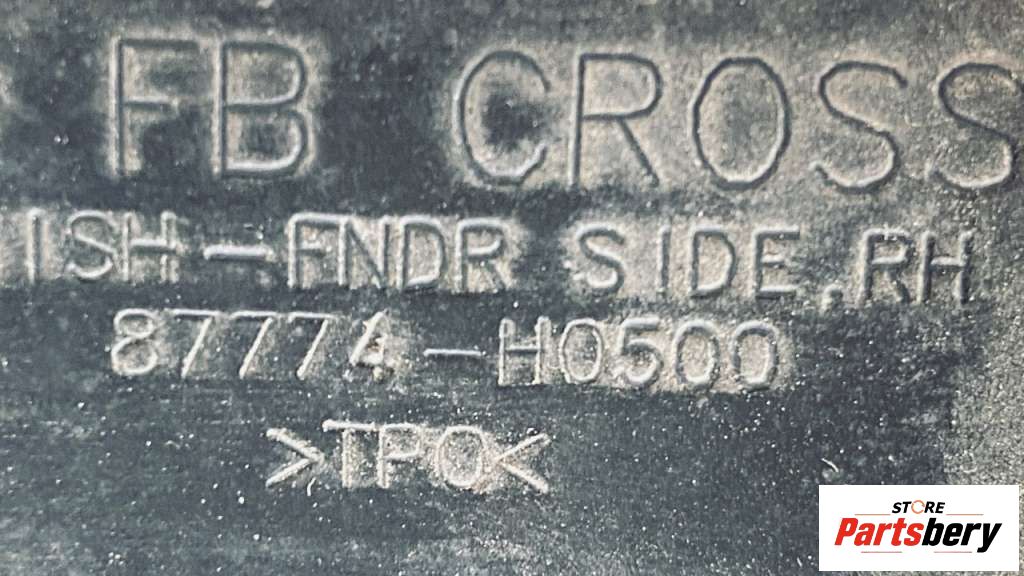 FB CROSS
ISH-FNDR SIDE,RH
87774-H0500
>TPO<
STORE
Partsbery